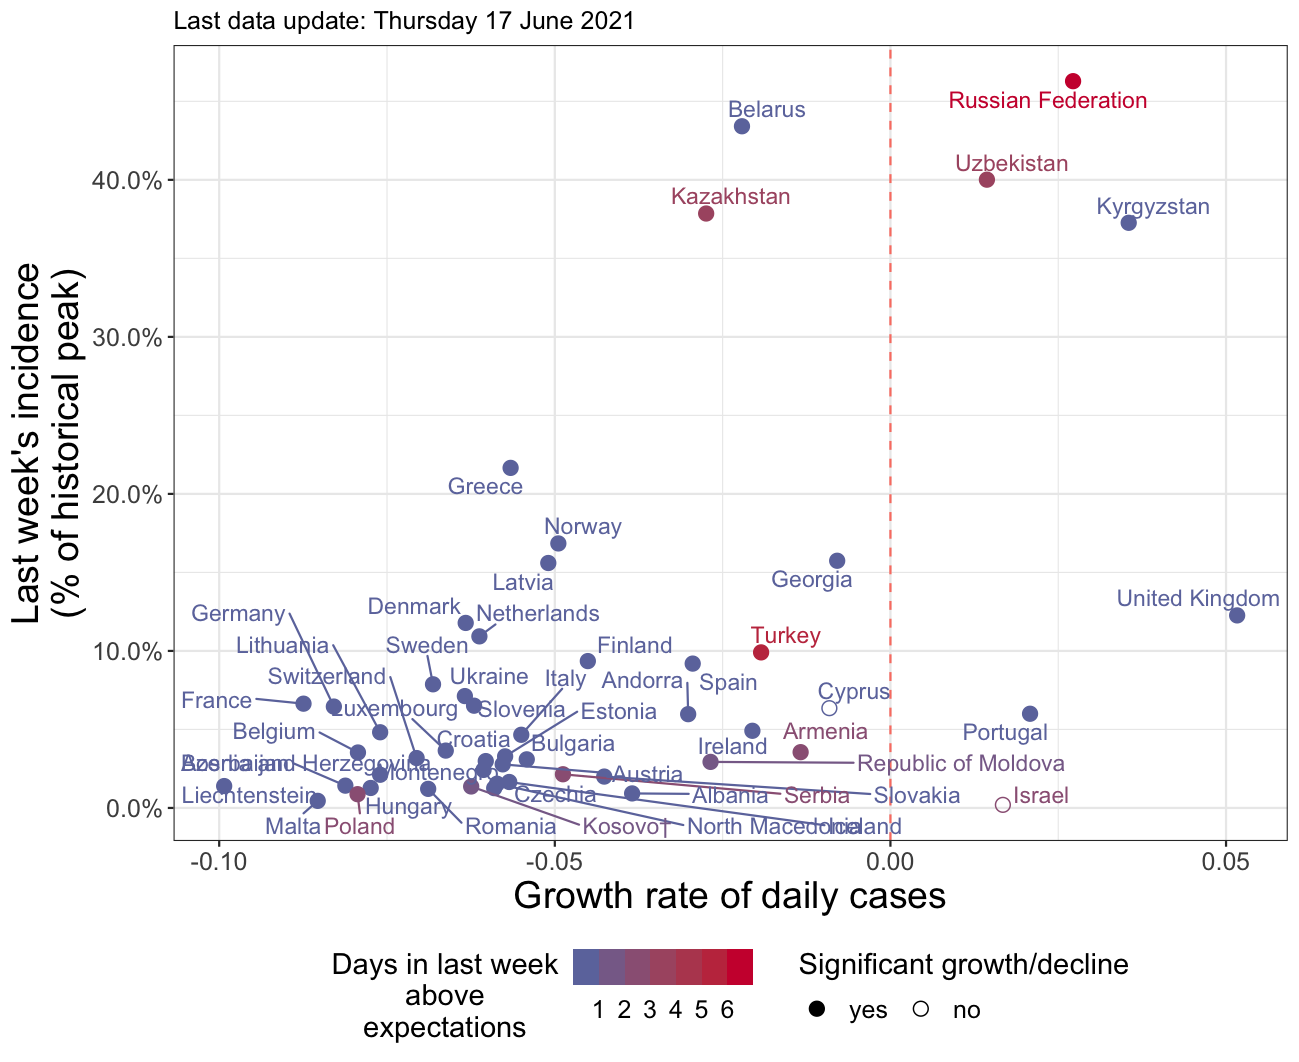 Last data update: Thursday 17 June 2021
Last week's incidence
(% of historical peak)
40.0%
30.0%
20.0%
10.0%
0.0%
Russian Federation
Belarus
Uzbekistan
Kazakhstan
Kyrgyzstan
Greece
Norway
Latvia
Georgia
United Kingdom
Denmark
Netherlands
Germany
Turkey
Lithuania
Sweden
Finland
Switzerland
Ukraine
Italy
Andorra
Spain
France
Luxembourg
Slovenia
Estonia
Cyprus
Belgium
Croatia
Bulgaria
Ireland
Armenia
Portugal
Azerbaijan
Bosnia and Herzegovina
Montenegro
Austria
Republic of Moldova
Liechtenstein
Hungary
Czechia
Albania
Serbia
Slovakia
Israel
Malta
Poland
Romania
Kosovo†
North Macedonia
Iceland
-0.10
-0.05
0.00
0.05
Growth rate of daily cases
Days in last week
above
expectations
1 2 3 4 5 6
Significant growth/decline
yes
no